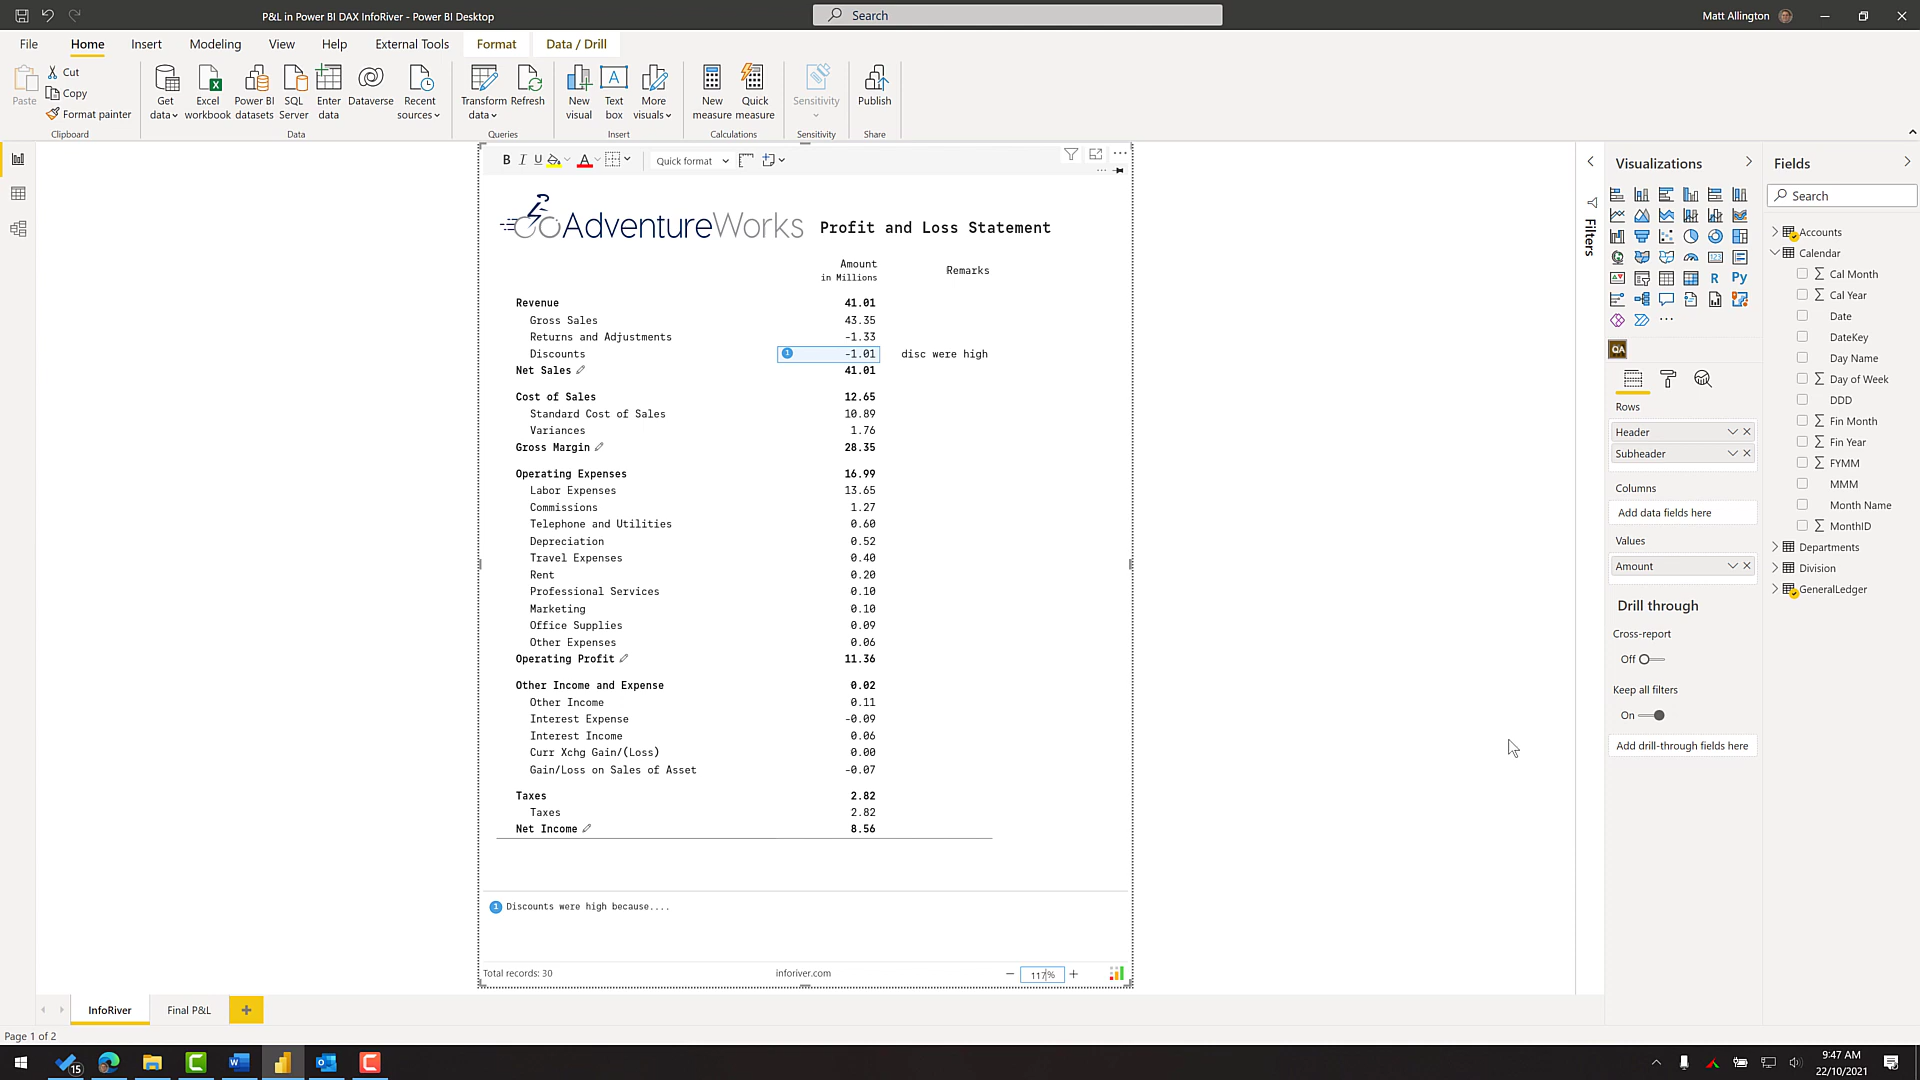 P&L in Power BI DAX InfoRiver - Power BI Desktop
Search
Matt Allington
File
Home
Insert
Modeling
View
Help
External Tools
Format
Data / Drill
Paste
Cut
Copy
Format painter
Clipboard
Get data
Excel workbook
Power BI datasets
SQL Server
Enter data
Dataverse
Recent sources
Data
Transform data
Refresh
Queries
New visual
Text box
More visuals
Insert
New measure
Quick measure
Calculations
Sensitivity
Sensitivity
Publish
Share
B I U A
Quick format
AdventureWorks
Profit and Loss Statement
Amount
in Millions
Remarks
Revenue 41.01
Gross Sales 43.35
Returns and Adjustments -1.33
Discounts 1 -1.01 disc were high
Net Sales 41.01
Cost of Sales 12.65
Standard Cost of Sales 10.89
Variances 1.76
Gross Margin 28.35
Operating Expenses 16.99
Labor Expenses 13.65
Commissions 1.27
Telephone and Utilities 0.60
Depreciation 0.52
Travel Expenses 0.40
Rent 0.20
Professional Services 0.10
Marketing 0.10
Office Supplies 0.09
Other Expenses 0.06
Operating Profit 11.36
Other Income and Expense 0.02
Other Income 0.11
Interest Expense -0.09
Interest Income 0.06
Curr Xchg Gain/(Loss) 0.00
Gain/Loss on Sales of Asset -0.07
Taxes 2.82
Taxes 2.82
Net Income 8.56
1 Discounts were high because....
Total records: 30
inforiver.com
117%
Filters
Visualizations
R
Py
QA
Rows
Header
Subheader
Columns
Add data fields here
Values
Amount
Drill through
Cross-report
Off
Keep all filters
On
Add drill-through fields here
Fields
Search
Accounts
Calendar
Cal Month
Cal Year
Date
DateKey
Day Name
Day of Week
DDD
Fin Month
Fin Year
FYMM
MMM
Month Name
MonthID
Departments
Division
GeneralLedger
InfoRiver
Final P&L
Page 1 of 2
15
9:47 AM
22/10/2021